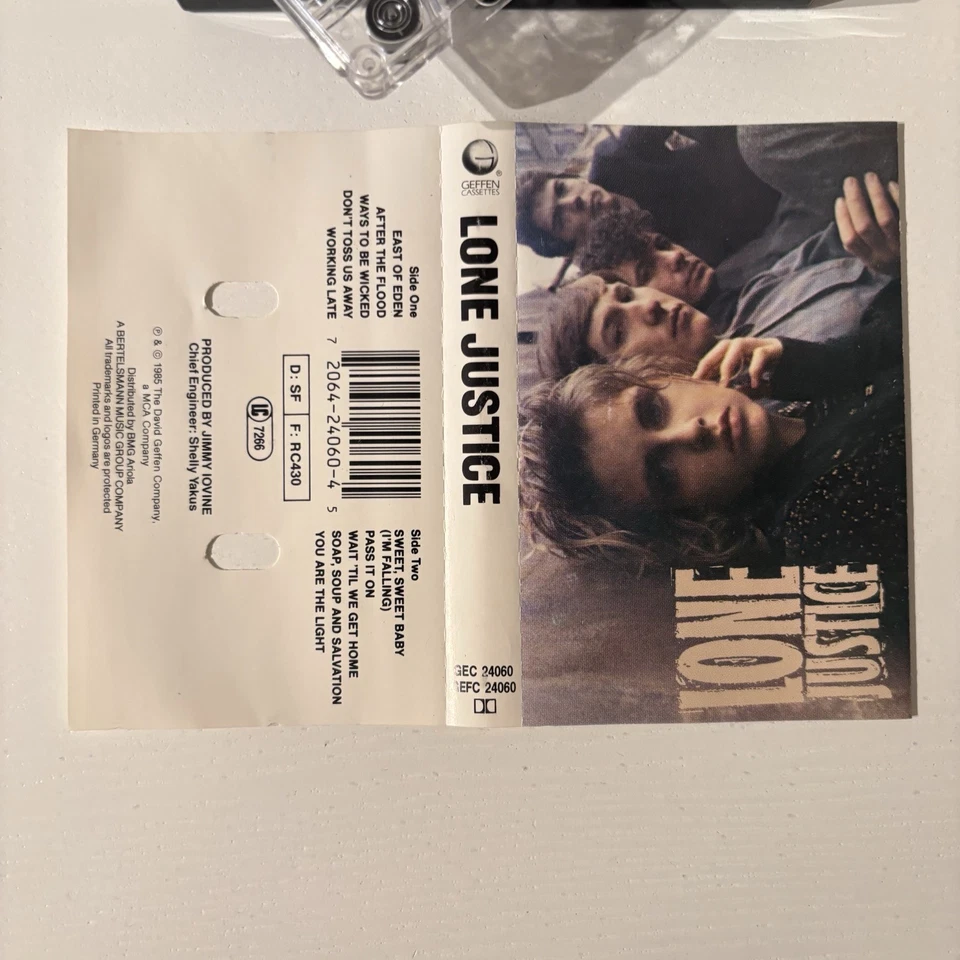 LONE
JUSTICE
GEFFEN
CASSETTES
LONE JUSTICE
GEC 24060
GEFC 24060
Side One
EAST OF EDEN
AFTER THE FLOOD
WAYS TO BE WICKED
DON'T TOSS US AWAY
WORKING LATE
7 2064-24060-4 5
Side Two
SWEET, SWEET BABY
(I'M FALLING)
PASS IT ON
WAIT 'TIL WE GET HOME
SOAP, SOUP AND SALVATION
YOU ARE THE LIGHT
D: SF F: RC430
LC 7266
PRODUCED BY JIMMY IOVINE
Chief Engineer: Shelly Yakus
℗ & © 1985 The David Geffen Company,
a MCA Company
Distributed by BMG Ariola
A BERTELSMANN MUSIC GROUP COMPANY
All trademarks and logos are protected
Printed in Germany